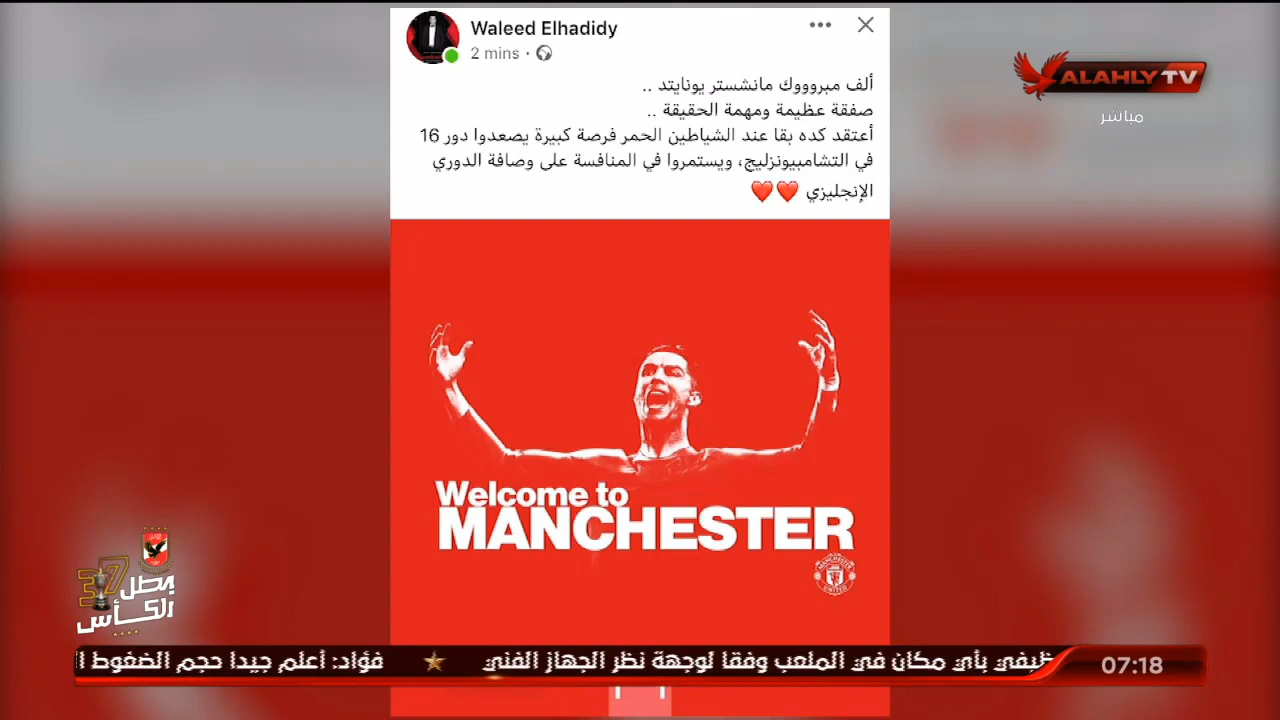 Waleed Elhadidy
2 mins ·
ألف مبروووك مانشستر يونايتد ..
صفقة عظيمة ومهمة الحقيقة ..
أعتقد كده بقا عند الشياطين الحمر فرصة كبيرة يصعدوا دور 16
في التشامبيونزليج، ويستمروا في المنافسة على وصافة الدوري
الإنجليزي
ALAHLY TV
مباشر
Welcome to
MANCHESTER
MANCHESTER
UNITED
37
بطل
الكأس
ظيفي بأي مكان في الملعب وفقا لوجهة نظر الجهاز الفني
فؤاد: أعلم جيدا حجم الضغوط ا
07:18